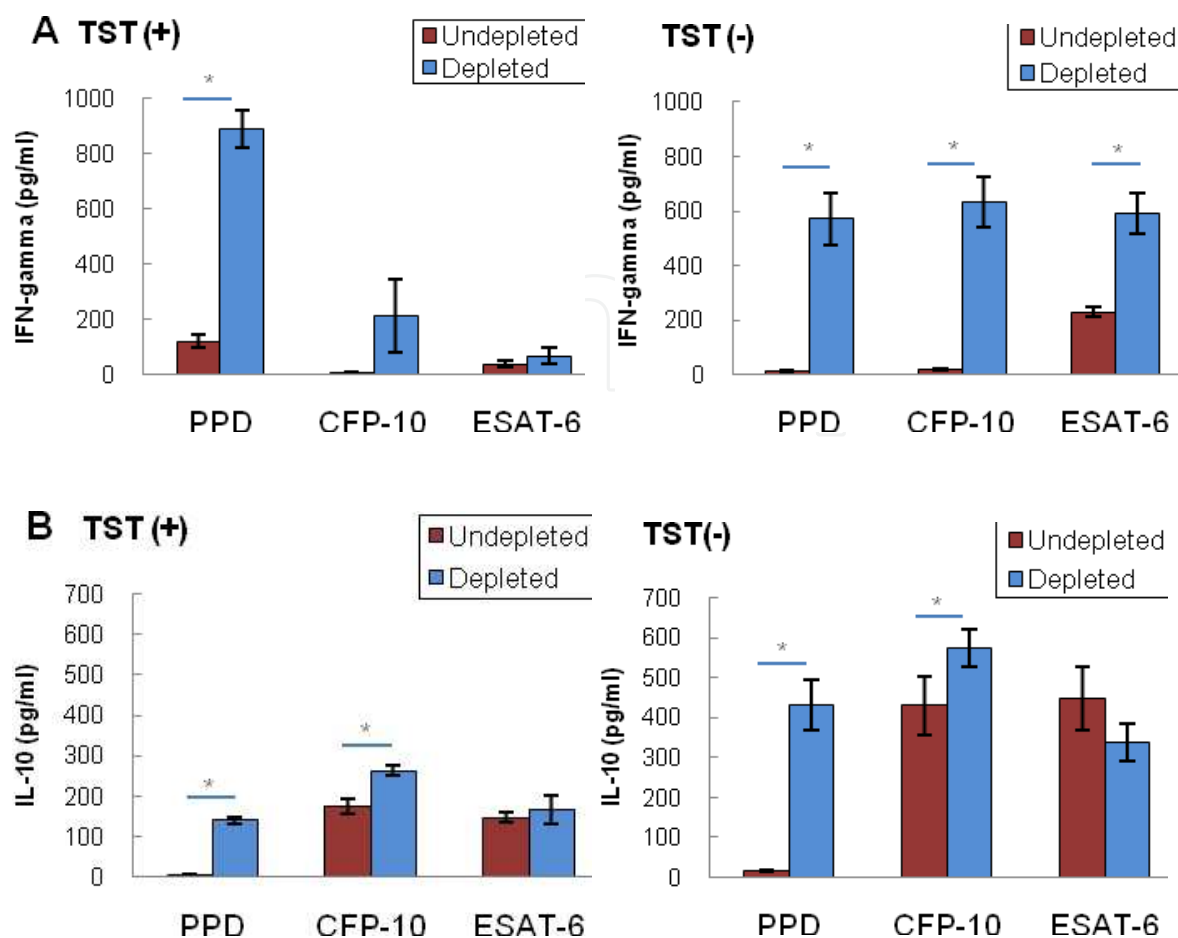 A TST (+)
Undepleted
Depleted
*
1000
800
600
400
200
0
IFN-gamma (pg/ml)
PPD CFP-10 ESAT-6
TST (-)
Undepleted
Depleted
* * *
1000
800
600
400
200
0
IFN-gamma (pg/ml)
PPD CFP-10 ESAT-6
B TST (+)
Undepleted
Depleted
* *
700
600
500
400
300
200
100
0
IL-10 (pg/ml)
PPD CFP-10 ESAT-6
TST(-)
Undepleted
Depleted
* *
700
600
500
400
300
200
100
0
IL-10 (pg/ml)
PPD CFP-10 ESAT-6